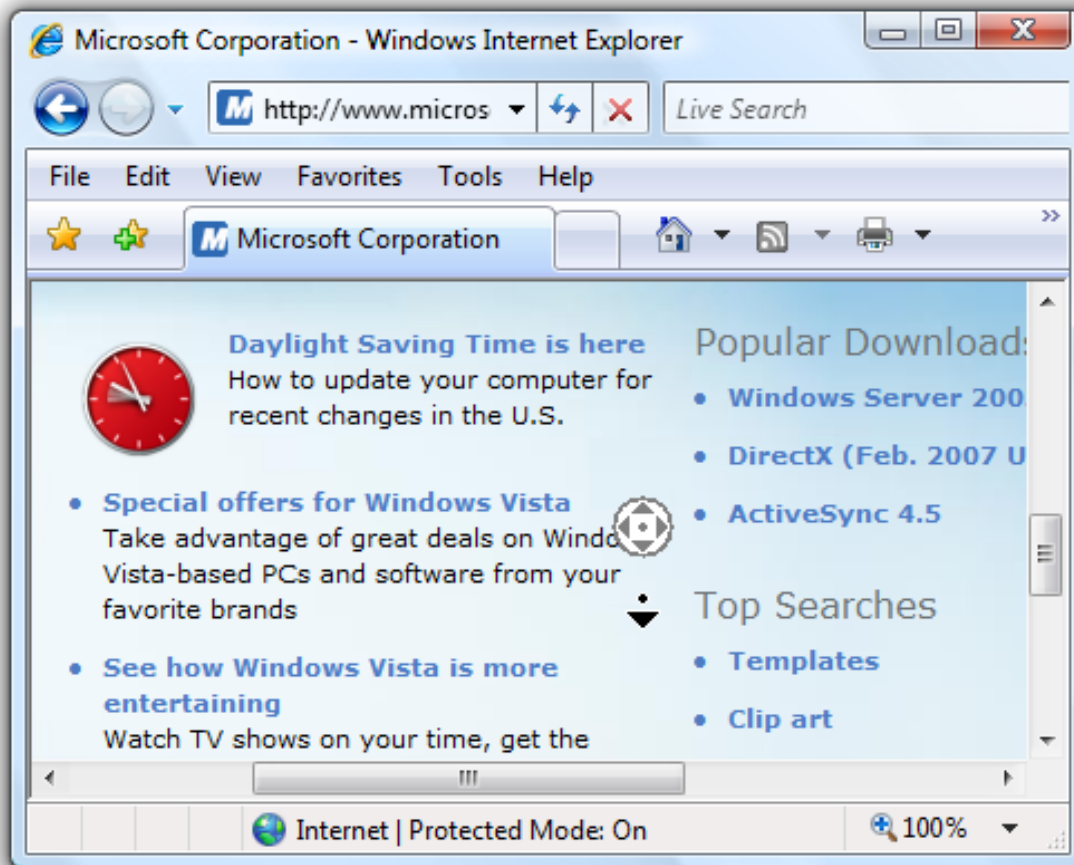 Microsoft Corporation - Windows Internet Explorer
http://www.micros
Live Search
File Edit View Favorites Tools Help
Microsoft Corporation
Daylight Saving Time is here
How to update your computer for
recent changes in the U.S.
Special offers for Windows Vista
Take advantage of great deals on Windo
Vista-based PCs and software from your
favorite brands
See how Windows Vista is more
entertaining
Watch TV shows on your time, get the
Popular Downloads
Windows Server 200
DirectX (Feb. 2007 U
ActiveSync 4.5
Top Searches
Templates
Clip art
Internet | Protected Mode: On
100%